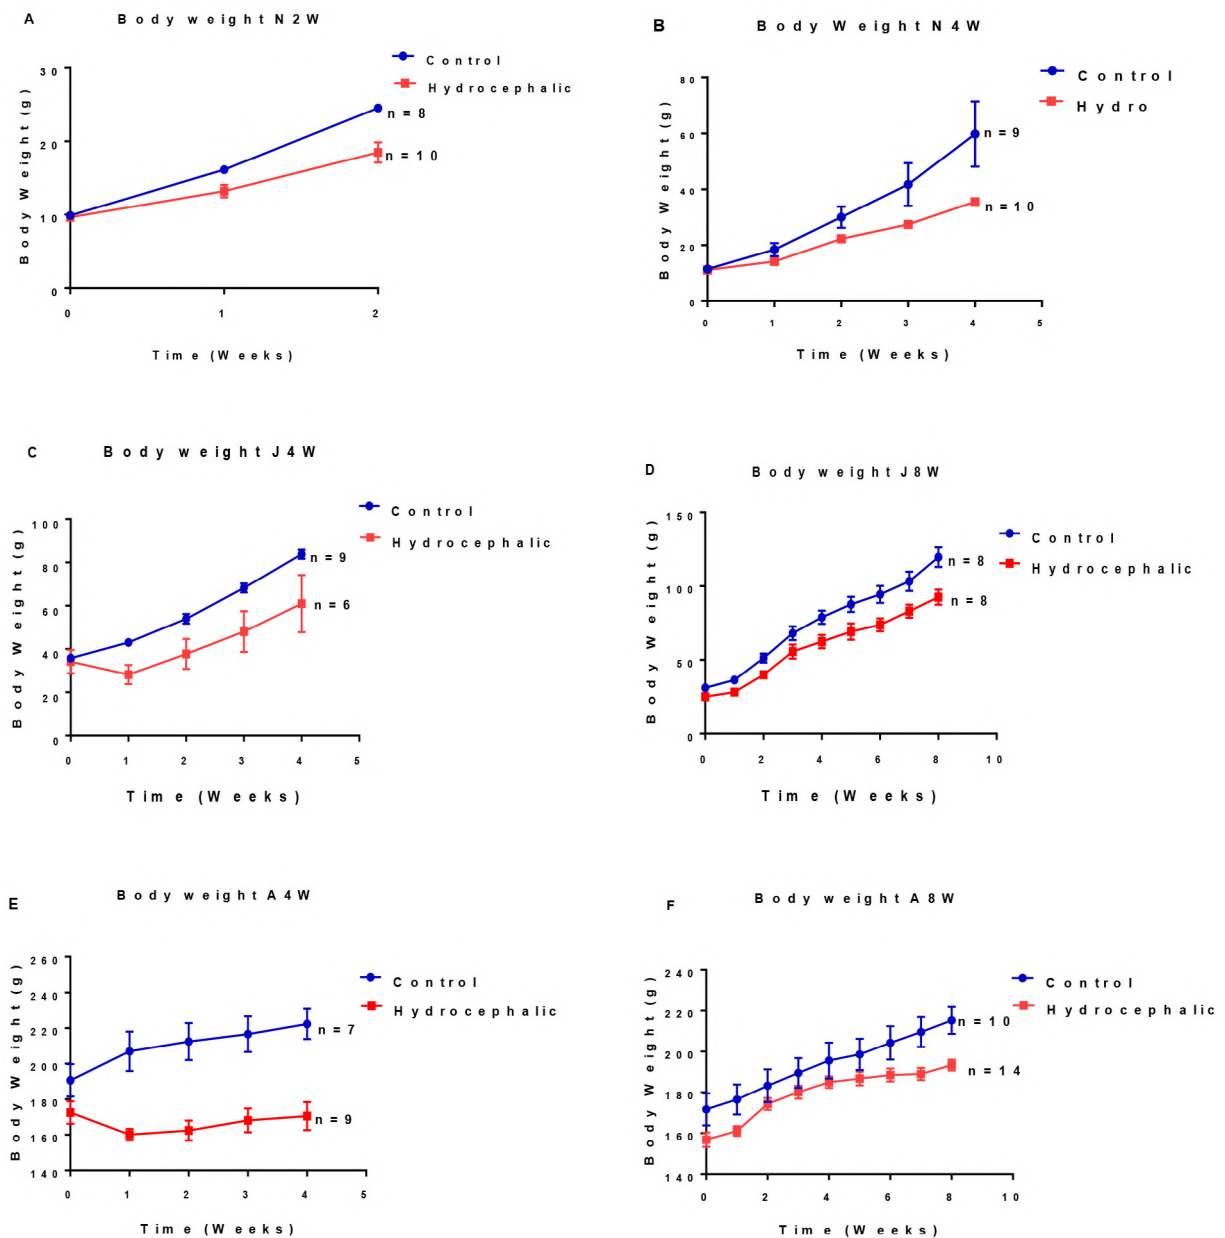 A
Body weight N2W
Control
Hydrocephalic
Body Weight (g)
30
20
10
0
n = 8
n = 10
0 1 2
Time (Weeks)
B
Body Weight N4W
Control
Hydro
Body Weight (g)
80
60
40
20
0
n = 9
n = 10
0 1 2 3 4 5
Time (Weeks)
C
Body weight J4W
Control
Hydrocephalic
Body Weight (g)
100
80
60
40
20
0
n = 9
n = 6
0 1 2 3 4 5
Time (Weeks)
D
Body weight J8W
Control
Hydrocephalic
Body Weight (g)
150
100
50
0
n = 8
n = 8
0 2 4 6 8 10
Time (Weeks)
E
Body weight A4W
Control
Hydrocephalic
Body Weight (g)
260
240
220
200
180
160
140
n = 7
n = 9
0 1 2 3 4 5
Time (Weeks)
F
Body weight A8W
Control
Hydrocephalic
Body Weight (g)
240
220
200
180
160
140
n = 10
n = 14
0 2 4 6 8 10
Time (Weeks)